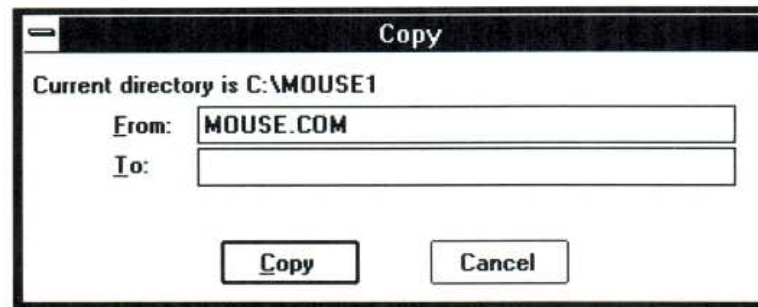 Copy
Current directory is C:\MOUSE1
From: MOUSE.COM
To:
Copy Cancel